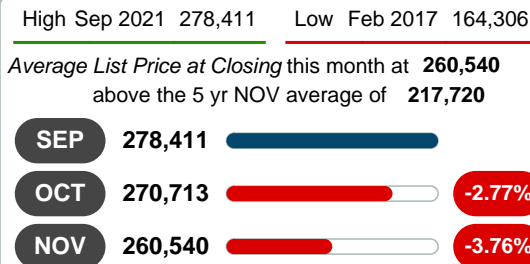 High Sep 2021 278,411 Low Feb 2017 164,306
Average List Price at Closing this month at 260,540
above the 5 yr NOV average of 217,720
SEP 278,411
OCT 270,713 -2.77%
NOV 260,540 -3.76%